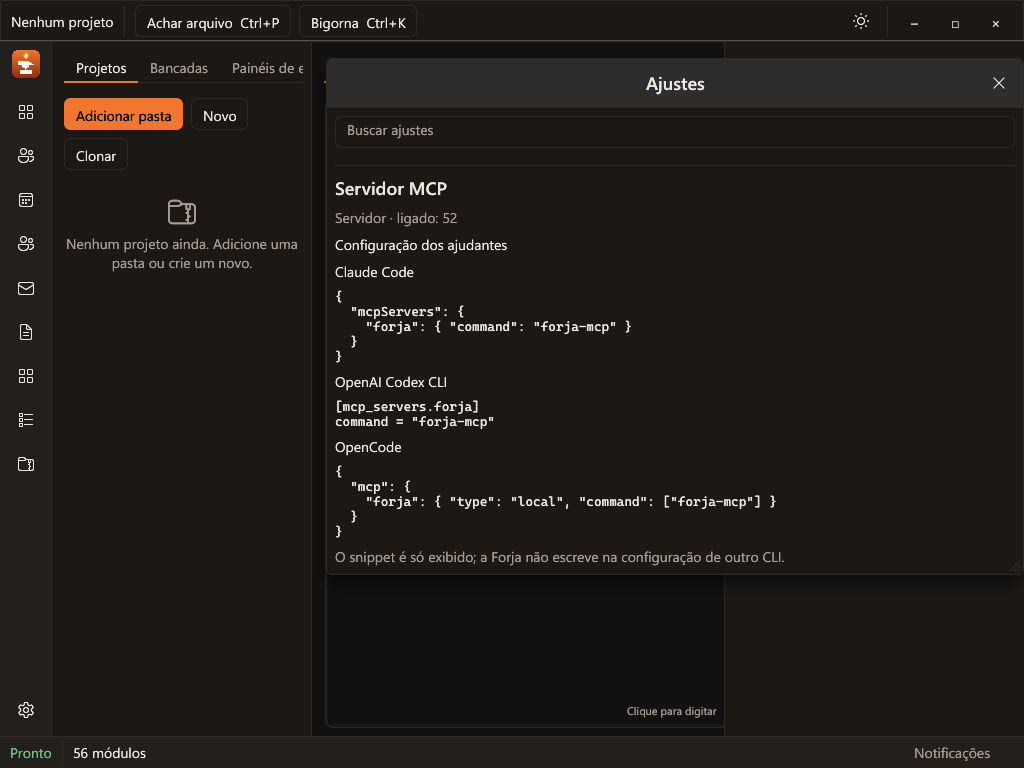 Nenhum projeto
Achar arquivo Ctrl+P
Bigorna Ctrl+K
Projetos
Bancadas
Painéis de e
Adicionar pasta
Novo
Clonar
Nenhum projeto ainda. Adicione uma
pasta ou crie um novo.
Ajustes
Buscar ajustes
Servidor MCP
Servidor · ligado: 52
Configuração dos ajudantes
Claude Code
{
  "mcpServers": {
    "forja": { "command": "forja-mcp" }
  }
}
OpenAI Codex CLI
[mcp_servers.forja]
command = "forja-mcp"
OpenCode
{
  "mcp": {
    "forja": { "type": "local", "command": ["forja-mcp"] }
  }
}
O snippet é só exibido; a Forja não escreve na configuração de outro CLI.
Clique para digitar
Pronto
56 módulos
Notificações